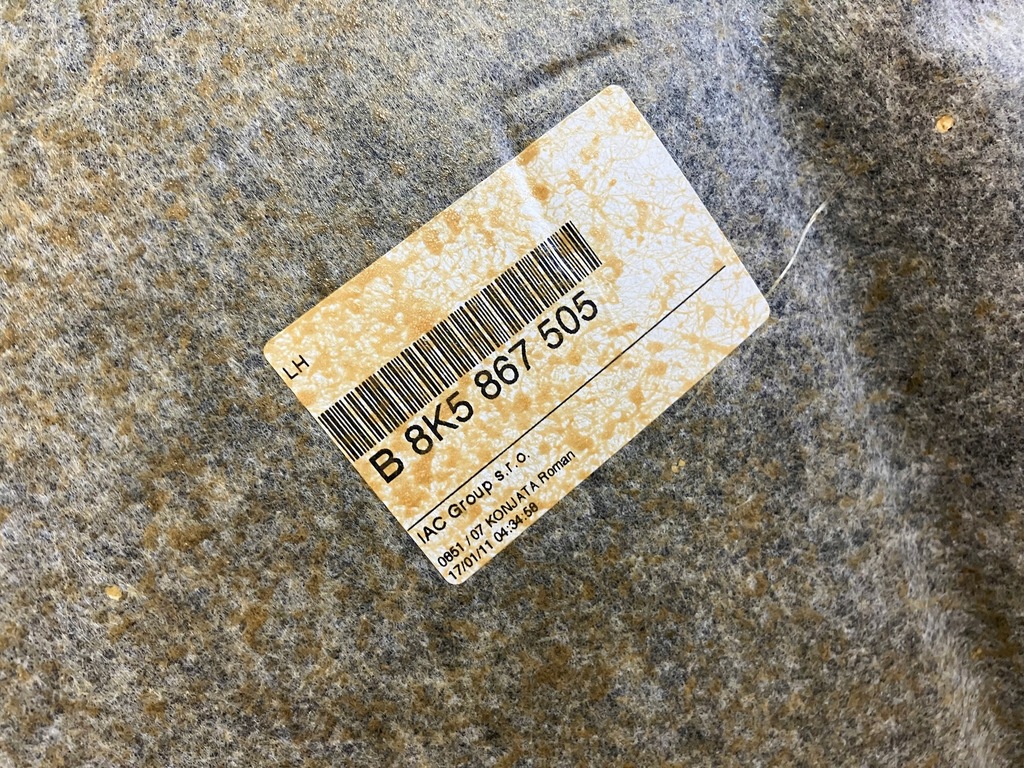 LH
B 8K5 867 505
IAC Group s.r.o.
0851 / 07 KONJATA Roman
17/01/11 04:34:58